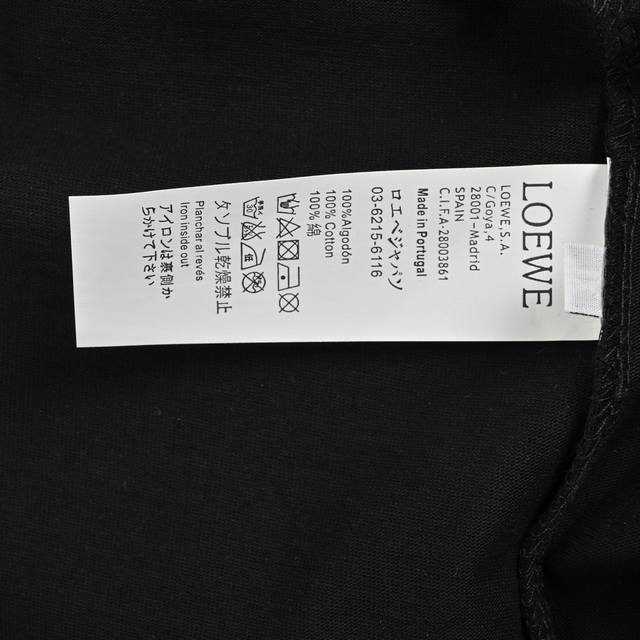 LOEWE
LOEWE, S.A.
C/Goya, 4
28001-Madrid
SPAIN
C.I.F.A-28003861
Made in Portugal
ロエベジャパソ
03-6215-6116
100%Algodón
100% Cotton
100% 綿
タソブル乾燥禁止
Planchar al revés
Iron inside out
アイロンは裏側か
らかけて下さい